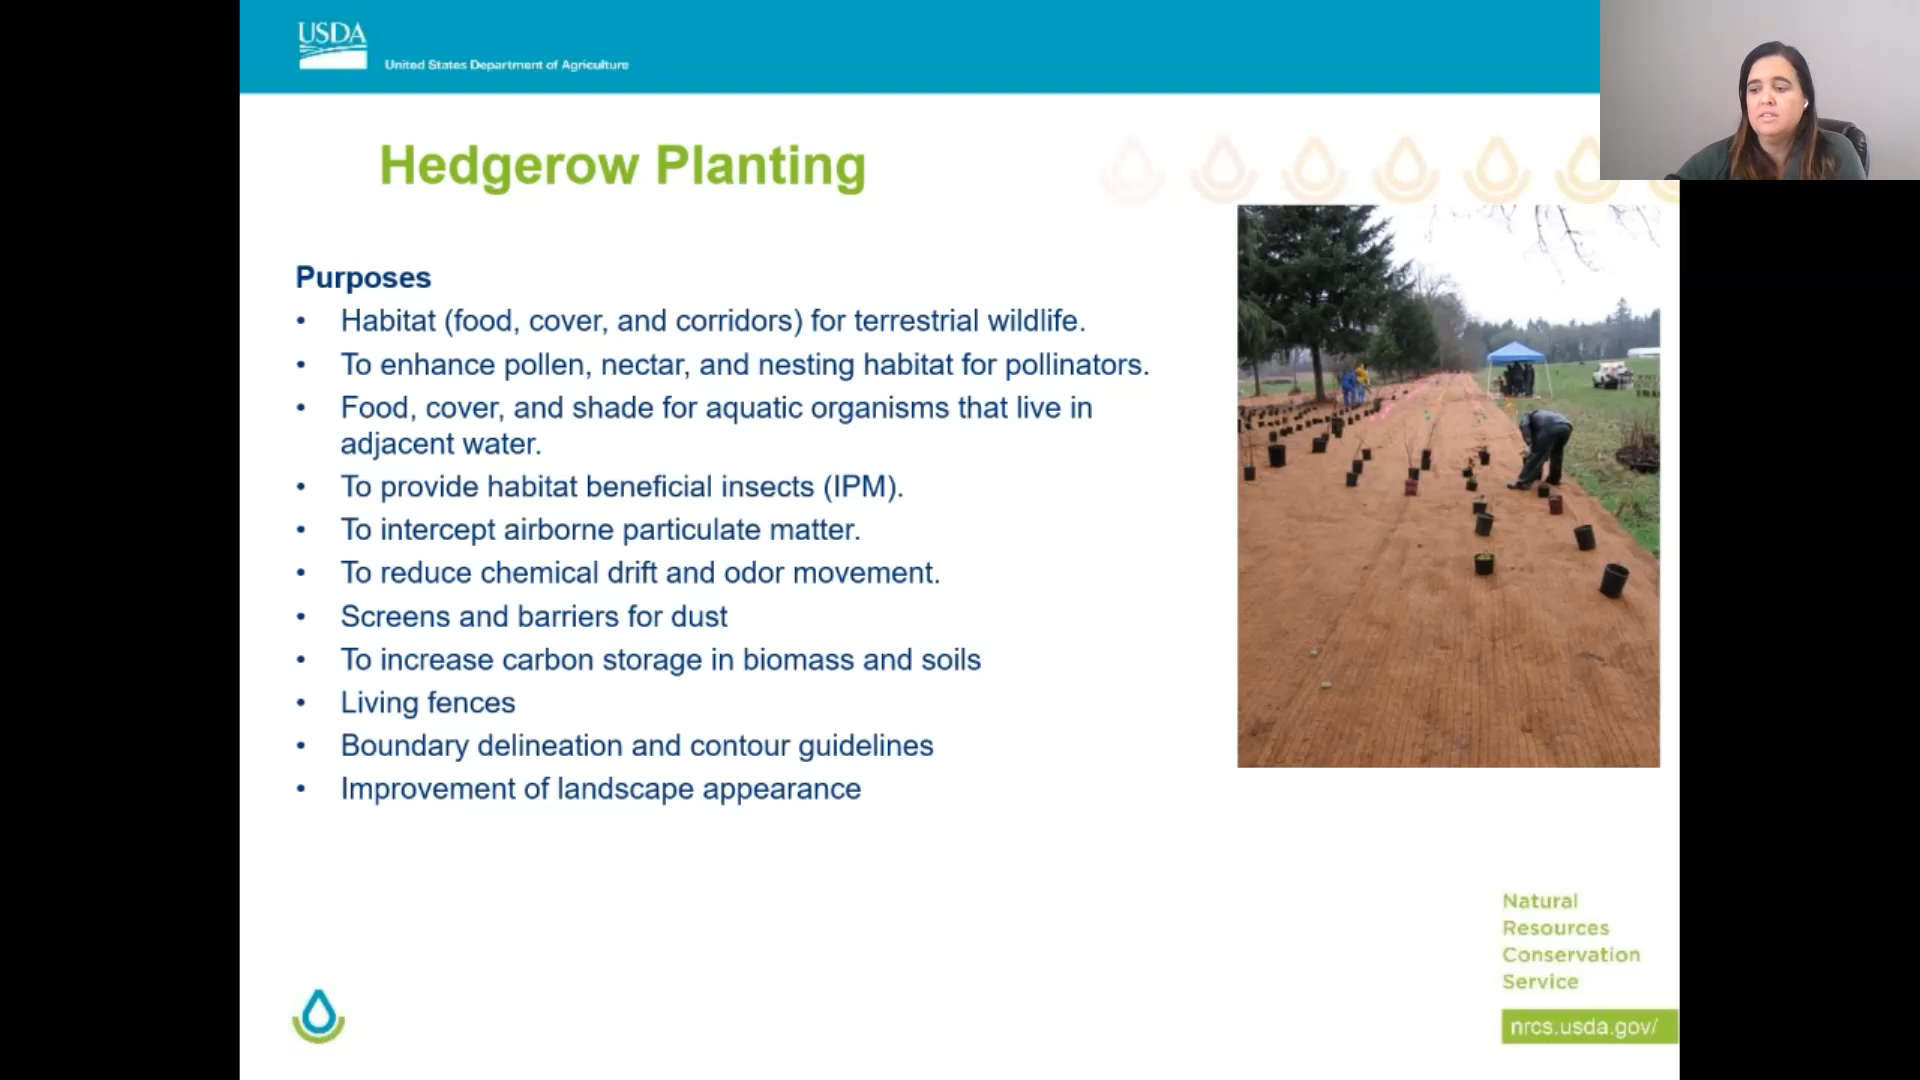 USDA
United States Department of Agriculture
Hedgerow Planting
Purposes
• Habitat (food, cover, and corridors) for terrestrial wildlife.
• To enhance pollen, nectar, and nesting habitat for pollinators.
• Food, cover, and shade for aquatic organisms that live in
adjacent water.
• To provide habitat beneficial insects (IPM).
• To intercept airborne particulate matter.
• To reduce chemical drift and odor movement.
• Screens and barriers for dust
• To increase carbon storage in biomass and soils
• Living fences
• Boundary delineation and contour guidelines
• Improvement of landscape appearance
Natural
Resources
Conservation
Service
nrcs.usda.gov/